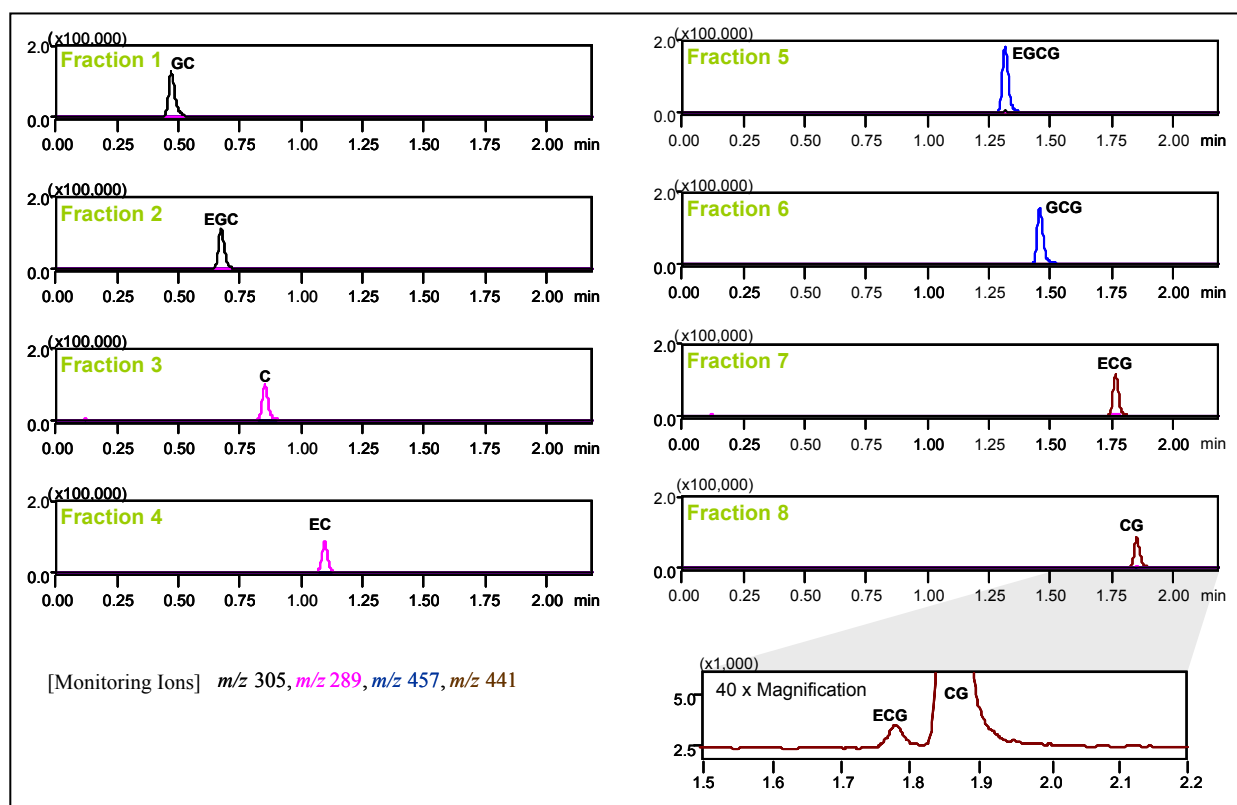 (x100,000)
2.0
Fraction 1
GC
0.0
0.00 0.25 0.50 0.75 1.00 1.25 1.50 1.75 2.00 min
(x100,000)
2.0
Fraction 2
EGC
0.0
0.00 0.25 0.50 0.75 1.00 1.25 1.50 1.75 2.00 min
(x100,000)
2.0
Fraction 3
C
0.0
0.00 0.25 0.50 0.75 1.00 1.25 1.50 1.75 2.00 min
(x100,000)
2.0
Fraction 4
EC
0.0
0.00 0.25 0.50 0.75 1.00 1.25 1.50 1.75 2.00 min
[Monitoring Ions] m/z 305, m/z 289, m/z 457, m/z 441
(x100,000)
2.0
Fraction 5
EGCG
0.0
0.00 0.25 0.50 0.75 1.00 1.25 1.50 1.75 2.00 min
(x100,000)
2.0
Fraction 6
GCG
0.0
0.00 0.25 0.50 0.75 1.00 1.25 1.50 1.75 2.00 min
(x100,000)
2.0
Fraction 7
ECG
0.0
0.00 0.25 0.50 0.75 1.00 1.25 1.50 1.75 2.00 min
(x100,000)
2.0
Fraction 8
CG
0.0
0.00 0.25 0.50 0.75 1.00 1.25 1.50 1.75 2.00 min
(x1,000)
5.0
40 x Magnification
CG
ECG
2.5
1.5 1.6 1.7 1.8 1.9 2.0 2.1 2.2